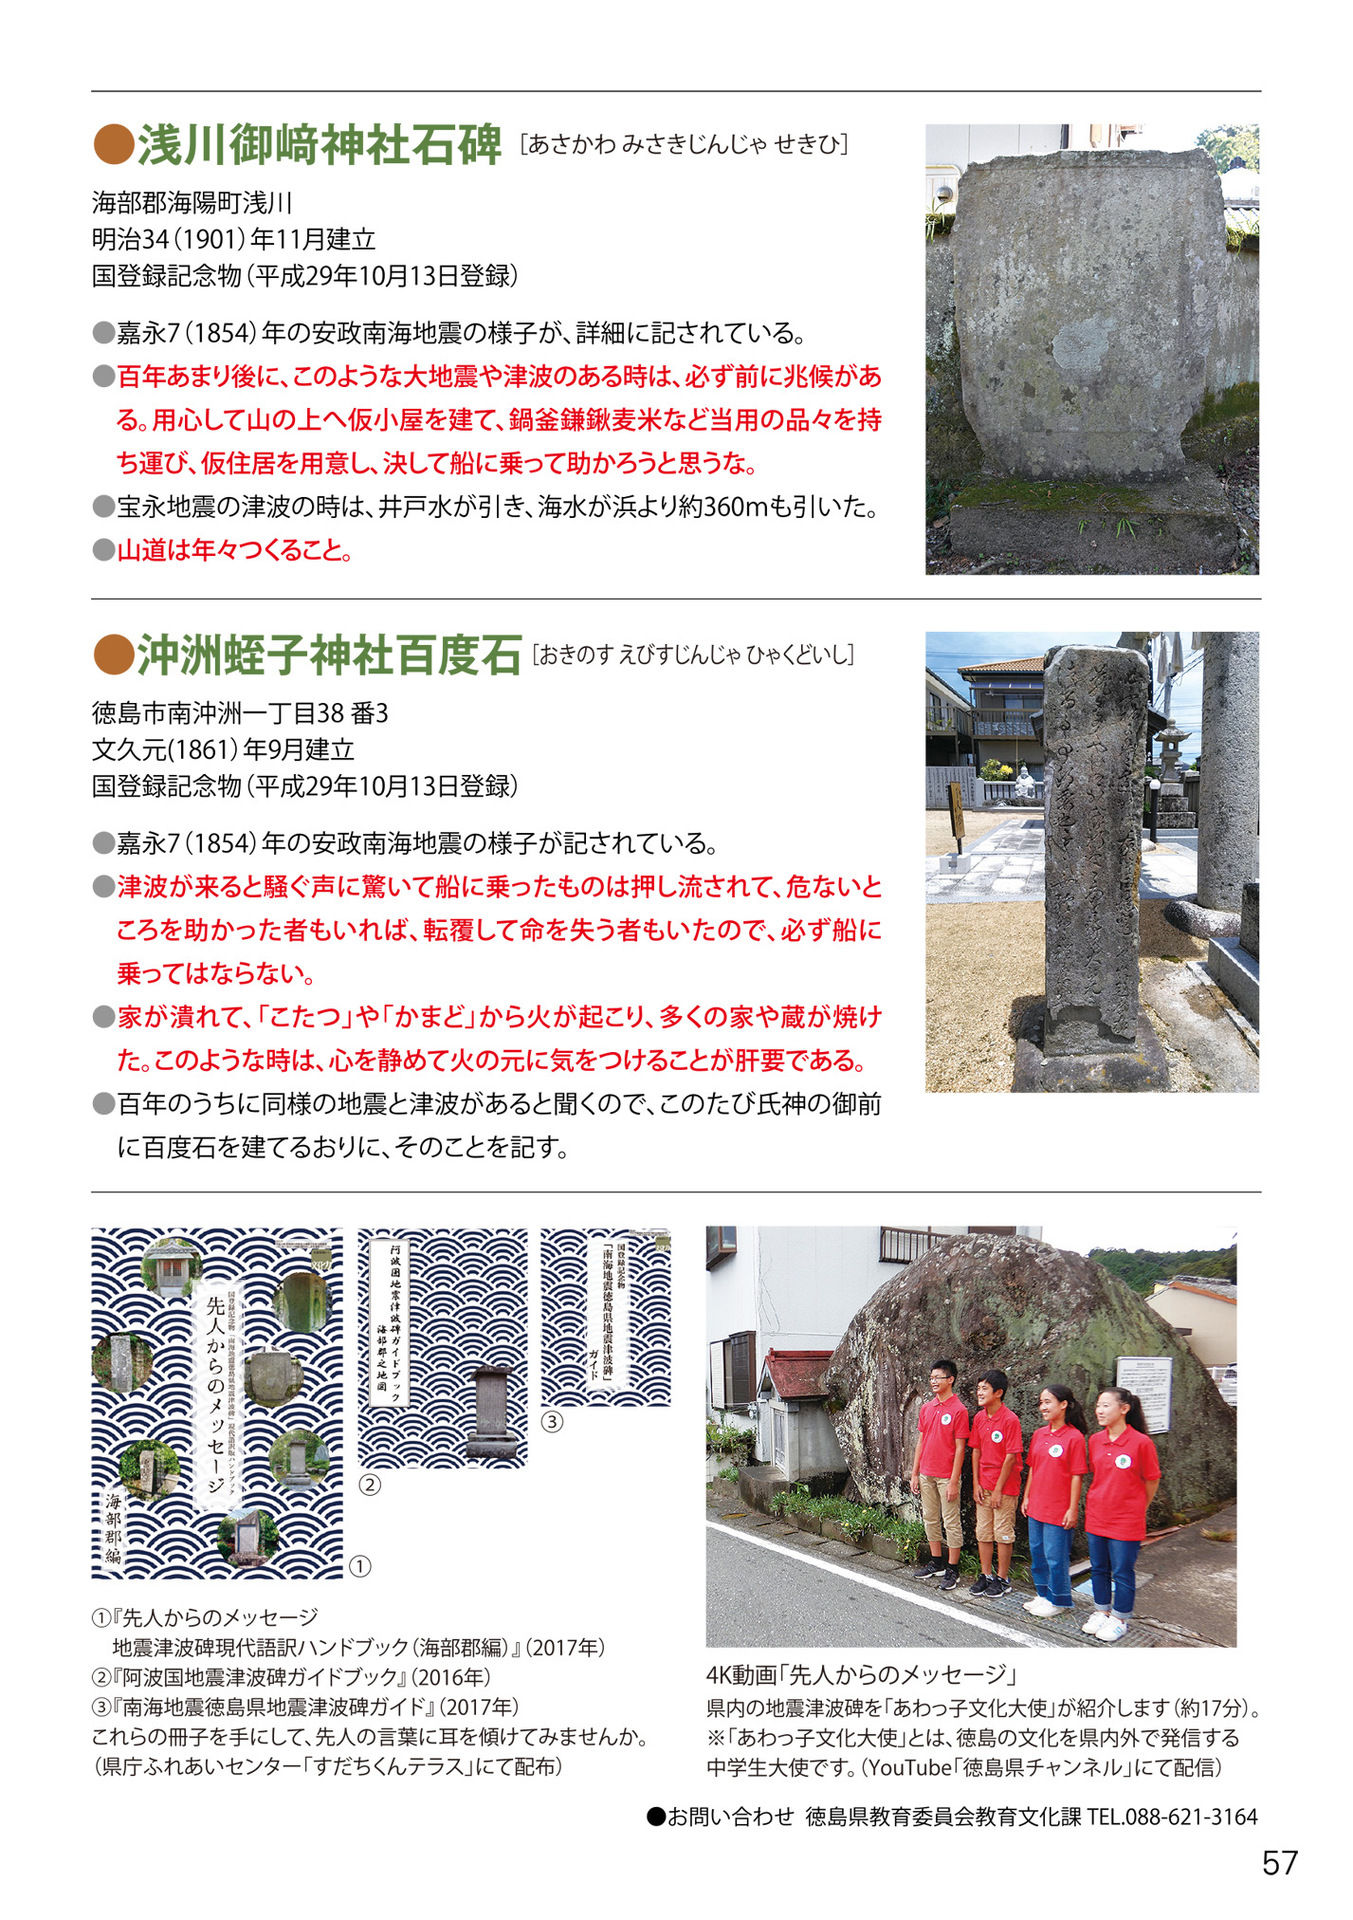 ●浅川御﨑神社石碑 [あさかわ みさきじんじゃ せきひ]
海部郡海陽町浅川
明治34(1901)年11月建立
国登録記念物(平成29年10月13日登録)
●嘉永7(1854)年の安政南海地震の様子が、詳細に記されている。
●百年あまり後に、このような大地震や津波のある時は、必ず前に兆候があ
る。用心して山の上へ仮小屋を建て、鍋釜鎌鍬麦米など当用の品々を持
ち運び、仮住居を用意し、決して船に乗って助かろうと思うな。
●宝永地震の津波の時は、井戸水が引き、海水が浜より約360mも引いた。
●山道は年々つくること。
●沖洲蛭子神社百度石 [おきのす えびすじんじゃ ひゃくどいし]
徳島市南沖洲一丁目38 番3
文久元(1861)年9月建立
国登録記念物(平成29年10月13日登録)
●嘉永7(1854)年の安政南海地震の様子が記されている。
●津波が来ると騒ぐ声に驚いて船に乗ったものは押し流されて、危ないと
ころを助かった者もいれば、転覆して命を失う者もいたので、必ず船に
乗ってはならない。
●家が潰れて、「こたつ」や「かまど」から火が起こり、多くの家や蔵が焼け
た。このような時は、心を静めて火の元に気をつけることが肝要である。
●百年のうちに同様の地震と津波があると聞くので、このたび氏神の御前
に百度石を建てるおりに、そのことを記す。
国登録記念物「南海地震徳島県地震津波碑」現代語訳版ハンドブック
先人からのメッセージ
海部郡編
①
阿波国地震津波碑ガイドブック
海部郡之地図
②
国登録記念物
「南海地震徳島県地震津波碑」
ガイド
③
①『先人からのメッセージ
地震津波碑現代語訳ハンドブック(海部郡編)』(2017年)
②『阿波国地震津波碑ガイドブック』(2016年)
③『南海地震徳島県地震津波碑ガイド』(2017年)
これらの冊子を手にして、先人の言葉に耳を傾けてみませんか。
(県庁ふれあいセンター「すだちくんテラス」にて配布)
4K動画「先人からのメッセージ」
県内の地震津波碑を「あわっ子文化大使」が紹介します(約17分)。
※「あわっ子文化大使」とは、徳島の文化を県内外で発信する
中学生大使です。(YouTube「徳島県チャンネル」にて配信)
●お問い合わせ 徳島県教育委員会教育文化課 TEL.088-621-3164
57